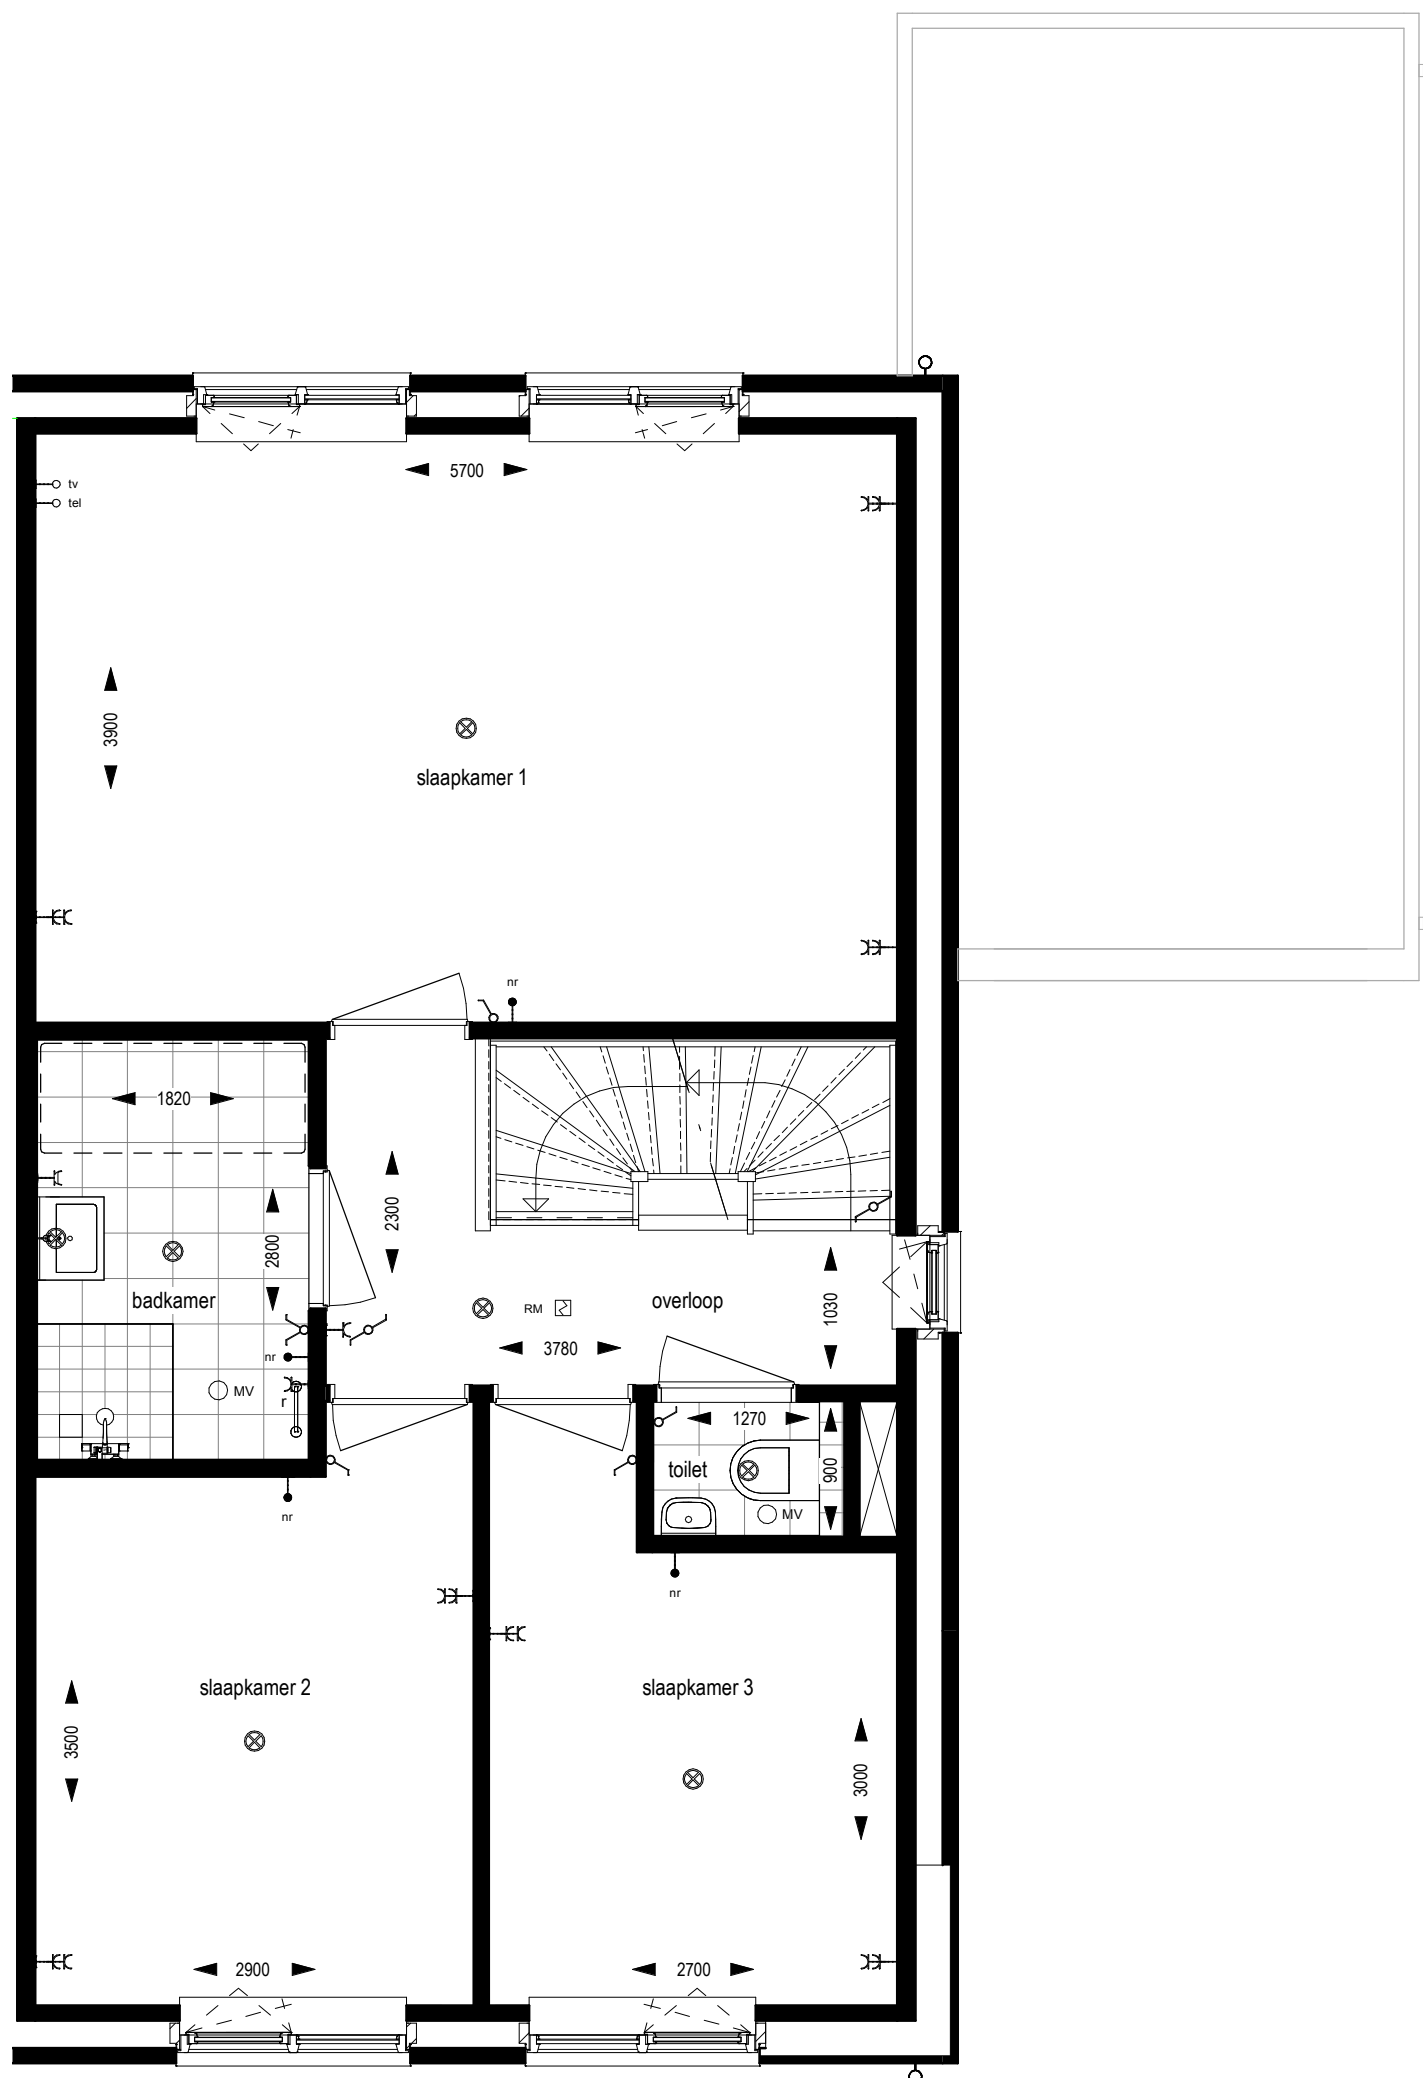 5700
tv
tel
3900
slaapkamer 1
nr
1820
2300
2800
badkamer
RM
overloop
1030
3780
nr
MV
r
1270
toilet
900
MV
nr
nr
slaapkamer 2
slaapkamer 3
3500
3000
2900
2700